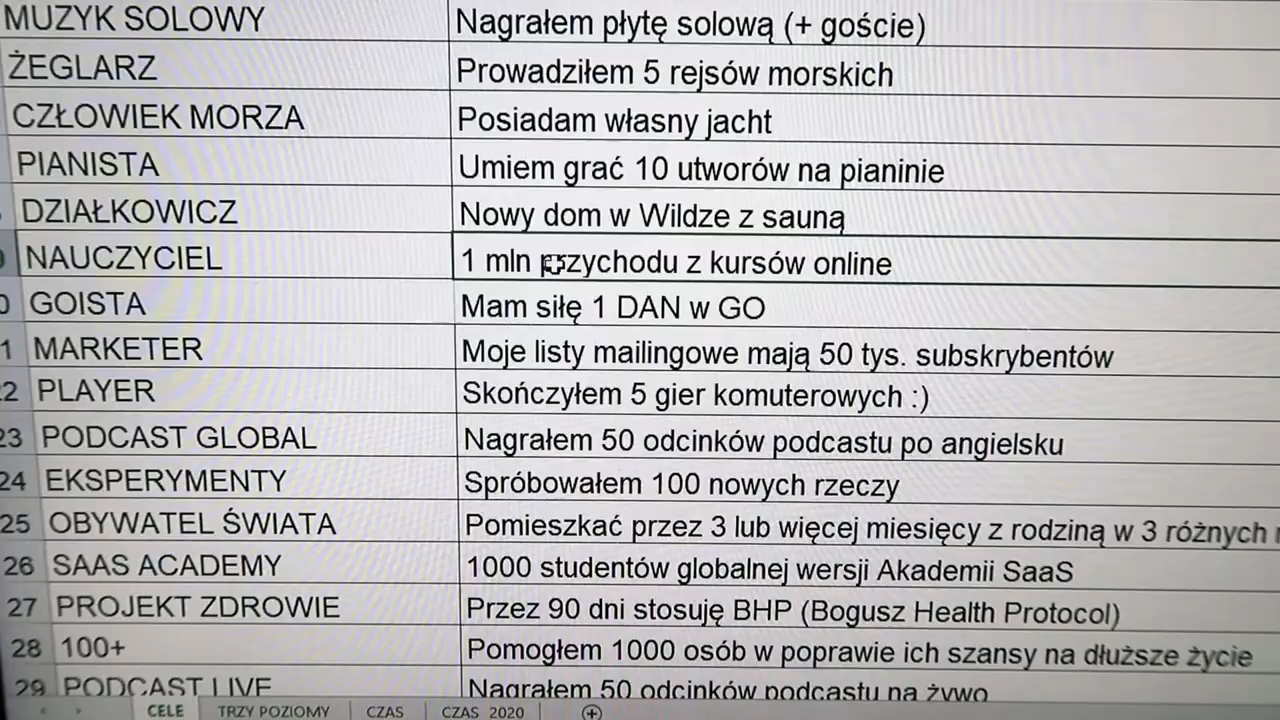 MUZYK SOLOWY Nagrałem płytę solową (+ goście)
ŻEGLARZ Prowadziłem 5 rejsów morskich
CZŁOWIEK MORZA Posiadam własny jacht
PIANISTA Umiem grać 10 utworów na pianinie
DZIAŁKOWICZ Nowy dom w Wildze z sauną
NAUCZYCIEL 1 mln przychodu z kursów online
0 GOISTA Mam siłę 1 DAN w GO
1 MARKETER Moje listy mailingowe mają 50 tys. subskrybentów
22 PLAYER Skończyłem 5 gier komuterowych :)
23 PODCAST GLOBAL Nagrałem 50 odcinków podcastu po angielsku
24 EKSPERYMENTY Spróbowałem 100 nowych rzeczy
25 OBYWATEL ŚWIATA Pomieszkać przez 3 lub więcej miesięcy z rodziną w 3 różnych
26 SAAS ACADEMY 1000 studentów globalnej wersji Akademii SaaS
27 PROJEKT ZDROWIE Przez 90 dni stosuję BHP (Bogusz Health Protocol)
28 100+ Pomogłem 1000 osób w poprawie ich szansy na dłuższe życie
29 PODCAST LIVE Nagrałem 50 odcinków podcastu na żywo
CELE TRZY POZIOMY CZAS CZAS 2020